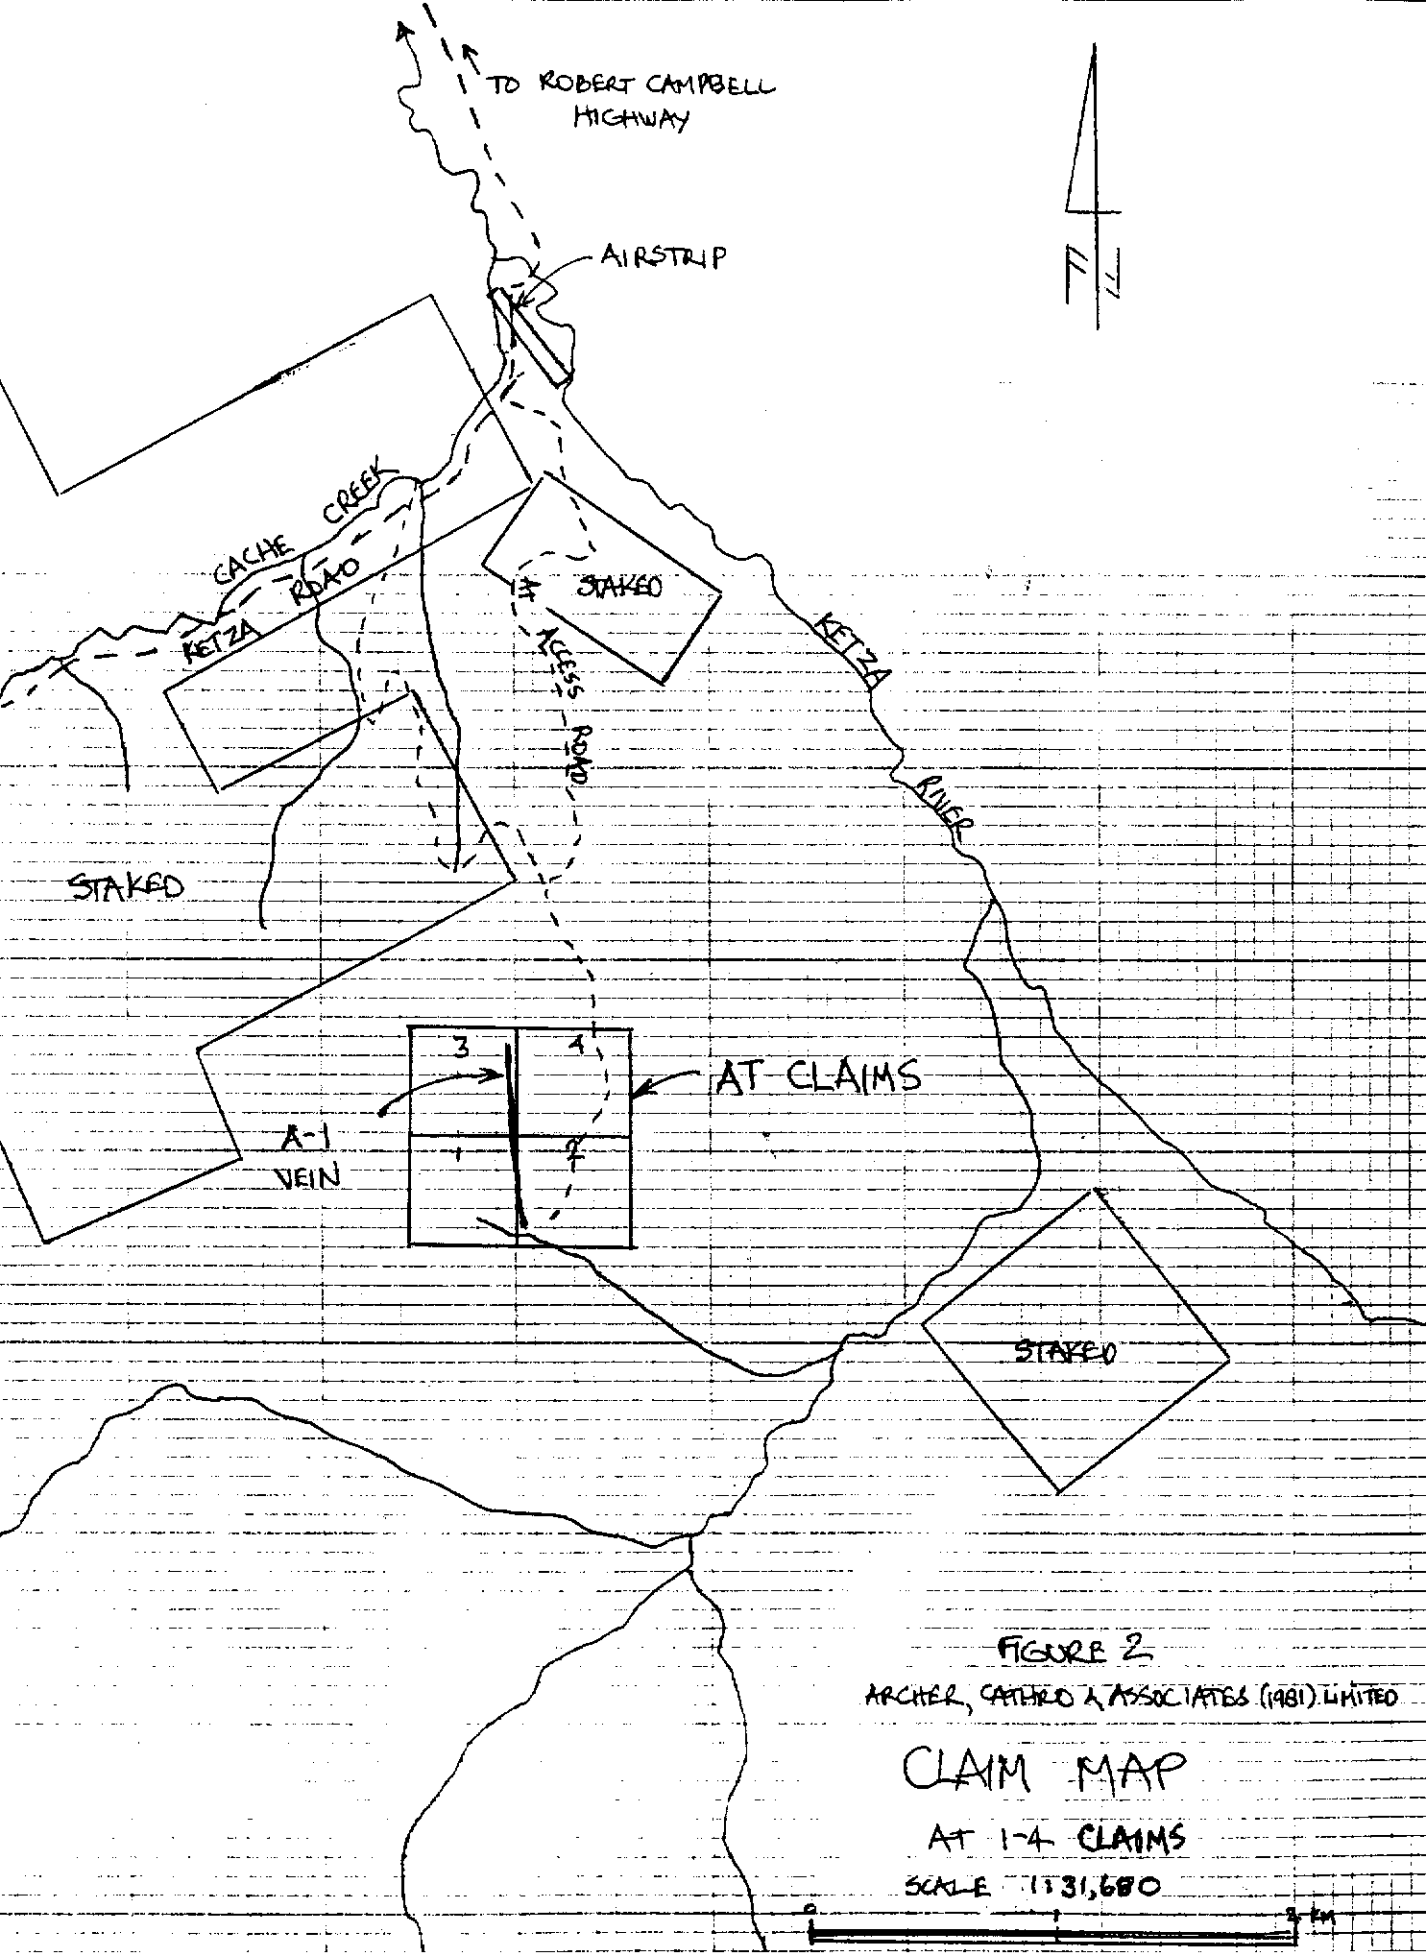 TO ROBERT CAMPBELL
HIGHWAY
AIRSTRIP
N
CACHE CREEK
KETZA ROAD
STAKED
AT ACCESS ROAD
KETZA RIVER
STAKED
3
4
AT CLAIMS
A-1
VEIN
1
2
STAKED
FIGURE 2
ARCHER, CATHRO & ASSOCIATES (1981) LIMITED
CLAIM MAP
AT 1-4 CLAIMS
SCALE 1:31,680
0
1
2 KM